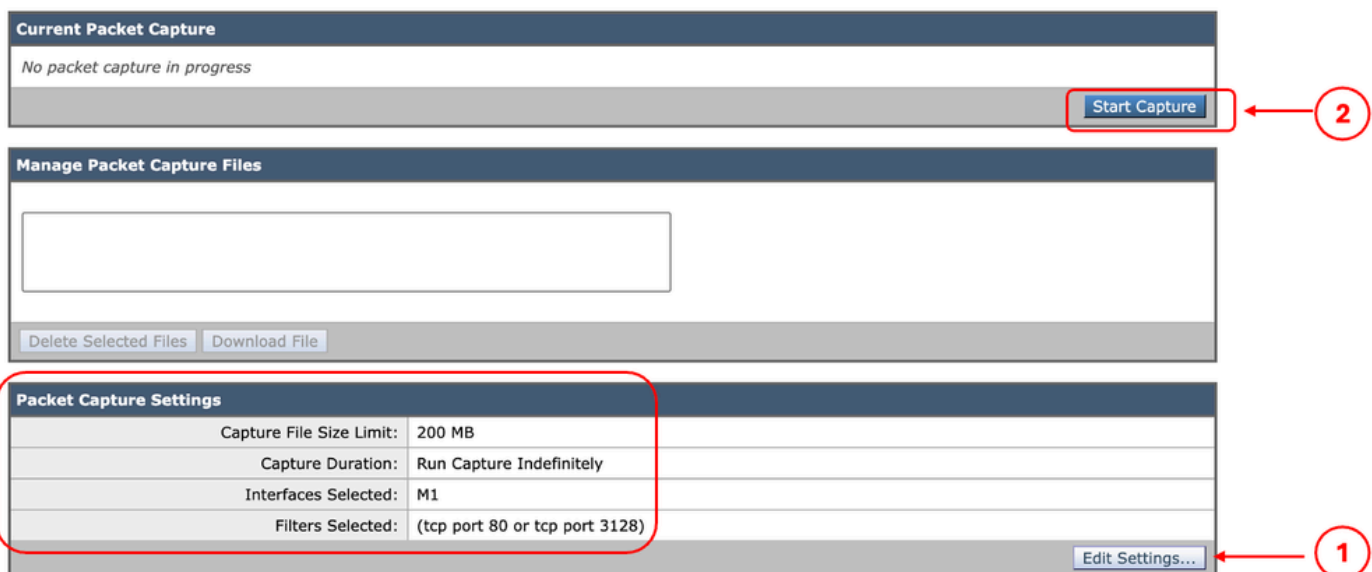 Current Packet Capture
No packet capture in progress
Start Capture
2
Manage Packet Capture Files
Delete Selected Files Download File
Packet Capture Settings
Capture File Size Limit: 200 MB
Capture Duration: Run Capture Indefinitely
Interfaces Selected: M1
Filters Selected: (tcp port 80 or tcp port 3128)
Edit Settings...
1